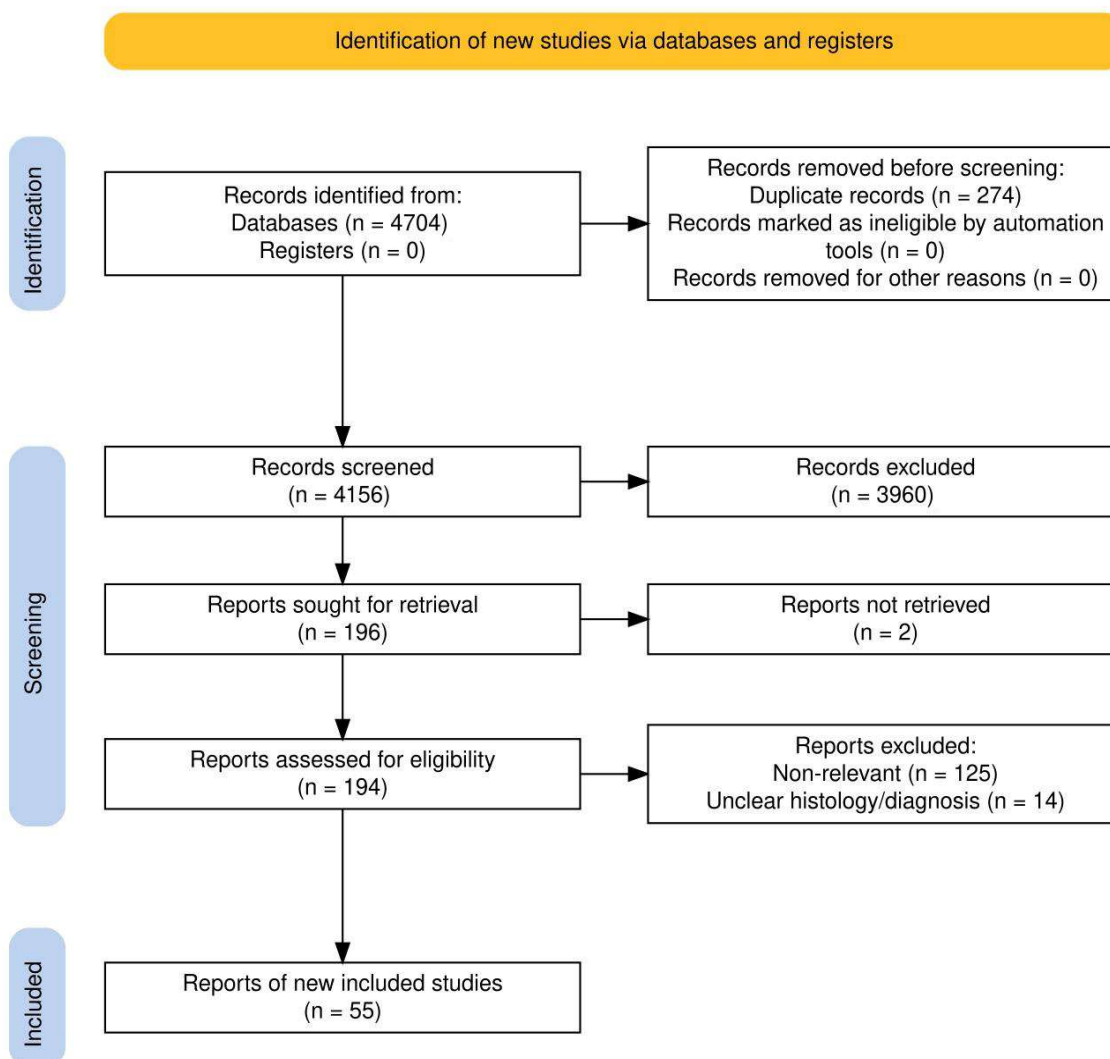 Identification of new studies via databases and registers
Identification
Records identified from:
Databases (n = 4704)
Registers (n = 0)
Records removed before screening:
Duplicate records (n = 274)
Records marked as ineligible by automation
tools (n = 0)
Records removed for other reasons (n = 0)
Screening
Records screened
(n = 4156)
Records excluded
(n = 3960)
Reports sought for retrieval
(n = 196)
Reports not retrieved
(n = 2)
Reports assessed for eligibility
(n = 194)
Reports excluded:
Non-relevant (n = 125)
Unclear histology/diagnosis (n = 14)
Included
Reports of new included studies
(n = 55)